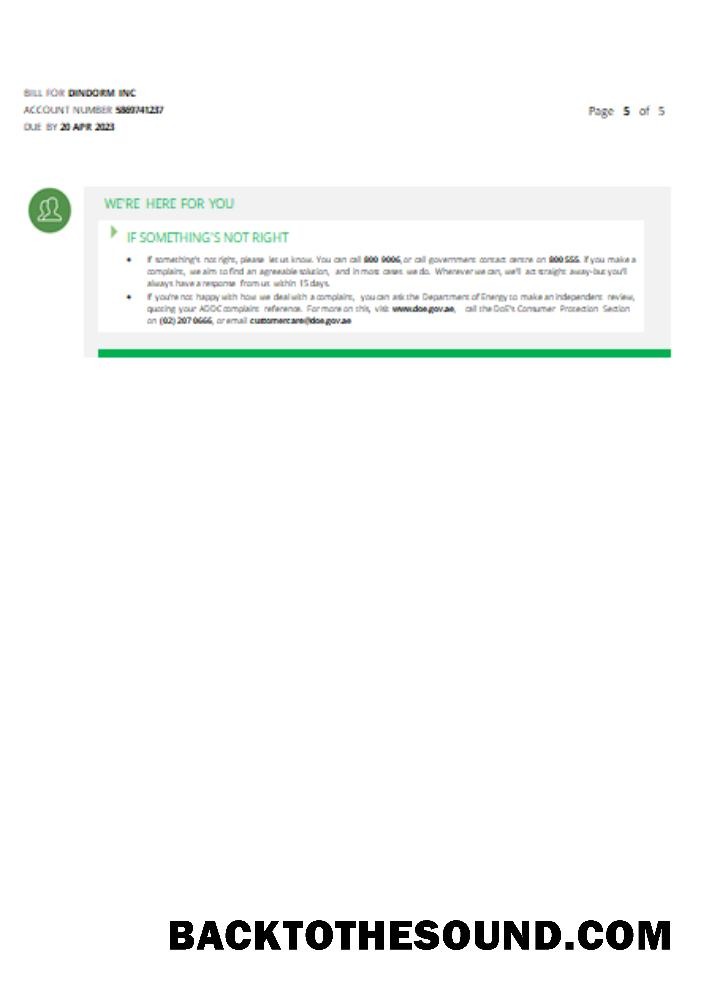 BILL FOR DINDORM INC
ACCOUNT NUMBER 5869741237
DUE BY 20 APR 2023
Page 5 of 5
WE'RE HERE FOR YOU
IF SOMETHING'S NOT RIGHT
• If something's not right, please let us know. You can call 800 9006, or call government contact centre on 800 555. If you make a
complaint, we aim to find an agreeable solution, and in most cases we do. Wherever we can, we'll act straight away-but you'll
always have a response from us within 15 days.
• If you're not happy with how we deal with a complaint, you can ask the Department of Energy to make an independent review,
quoting your ADDC complaint reference. For more on this, visit www.doe.gov.ae, call the DoE's Consumer Protection Section
on (02) 207 0666, or email customercare@doe.gov.ae
BACKTOTHESOUND.COM